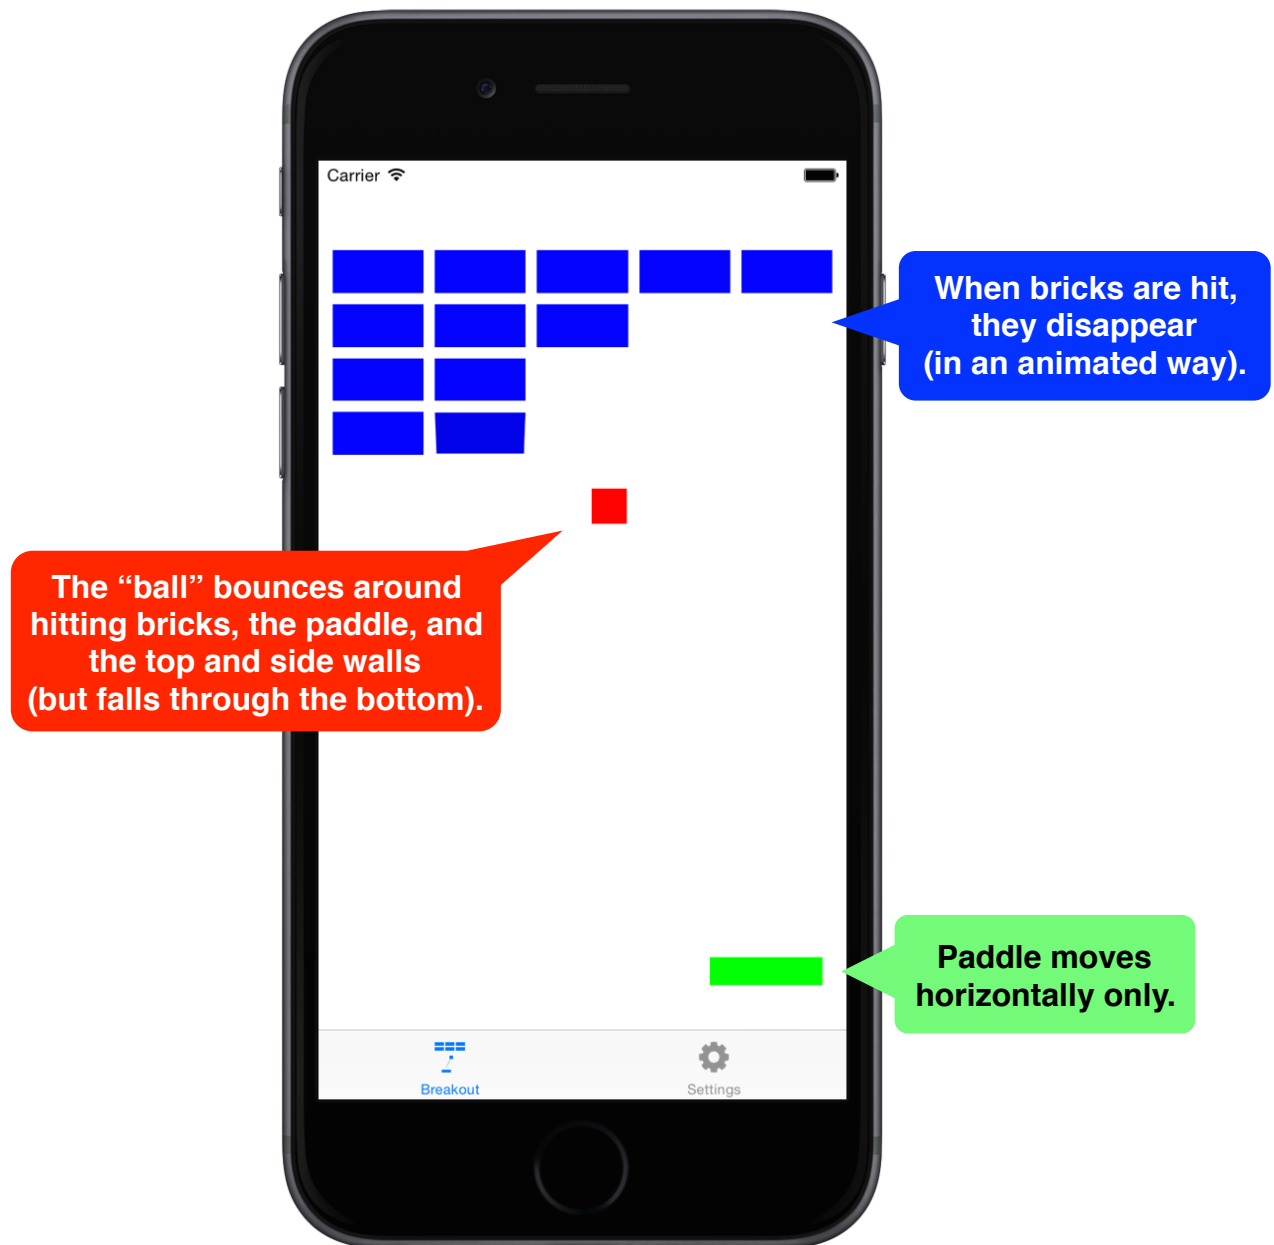 Carrier
When bricks are hit,
they disappear
(in an animated way).
The “ball” bounces around
hitting bricks, the paddle, and
the top and side walls
(but falls through the bottom).
Paddle moves
horizontally only.
Breakout
Settings